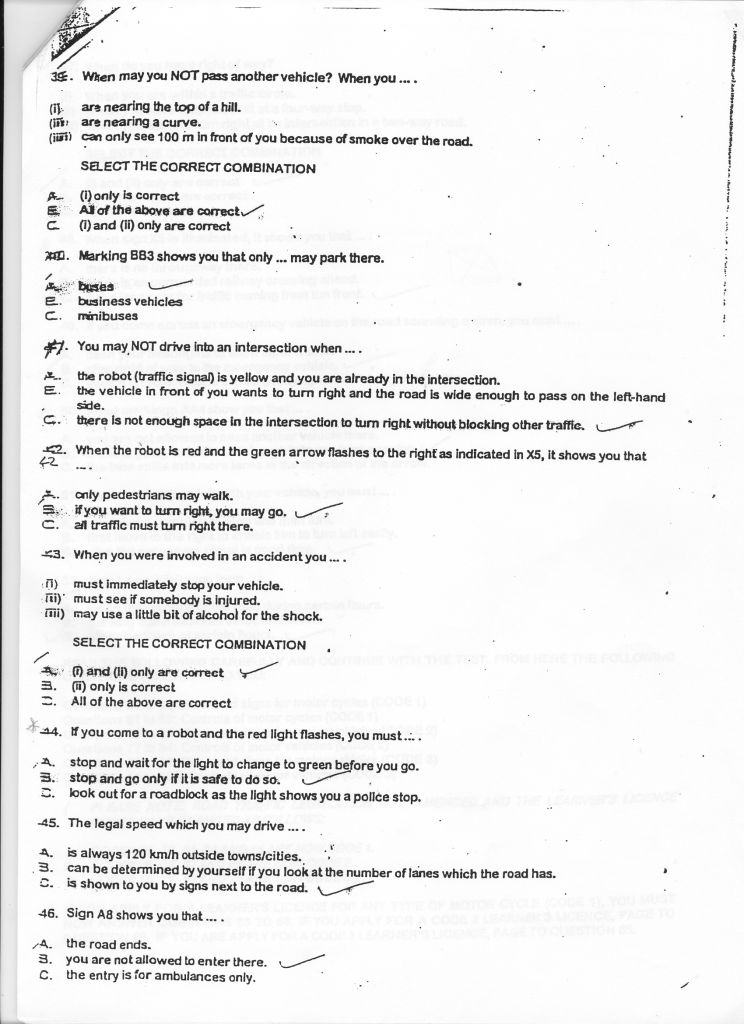 39. When may you NOT pass another vehicle? When you ....
(i) are nearing the top of a hill.
(ii) are nearing a curve.
(iii) can only see 100 m in front of you because of smoke over the road.
SELECT THE CORRECT COMBINATION
A. (i) only is correct
B. All of the above are correct
C. (i) and (ii) only are correct
Marking BB3 shows you that only ... may park there.
A. buses
B. business vehicles
C. minibuses
You may NOT drive into an intersection when ....
A. the robot (traffic signal) is yellow and you are already in the intersection.
B. the vehicle in front of you wants to turn right and the road is wide enough to pass on the left-hand
side.
C. there is not enough space in the intersection to turn right without blocking other traffic.
42. When the robot is red and the green arrow flashes to the right as indicated in X5, it shows you that
42 ....
A. only pedestrians may walk.
B. if you want to turn right, you may go.
C. all traffic must turn right there.
43. When you were involved in an accident you ....
(i) must immediately stop your vehicle.
(ii) must see if somebody is injured.
(iii) may use a little bit of alcohol for the shock.
SELECT THE CORRECT COMBINATION
A. (i) and (ii) only are correct
B. (ii) only is correct
C. All of the above are correct
44. If you come to a robot and the red light flashes, you must ....
A. stop and wait for the light to change to green before you go.
B. stop and go only if it is safe to do so.
C. look out for a roadblock as the light shows you a police stop.
45. The legal speed which you may drive ....
A. is always 120 km/h outside towns/cities.
B. can be determined by yourself if you look at the number of lanes which the road has.
C. is shown to you by signs next to the road.
46. Sign A8 shows you that ....
A. the road ends.
B. you are not allowed to enter there.
C. the entry is for ambulances only.